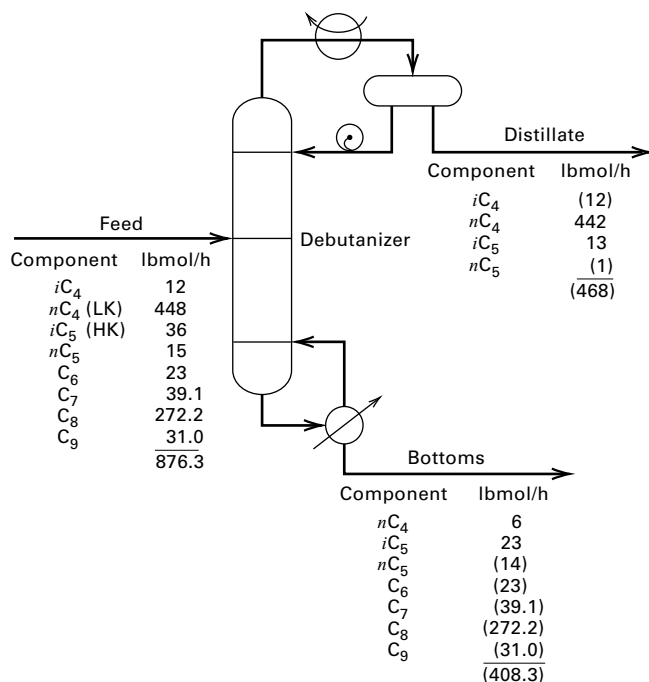 Distillate
Component lbmol/h
iC4 (12)
nC4 442
iC5 13
nC5 (1)
(468)
Feed
Debutanizer
Component lbmol/h
iC4 12
nC4 (LK) 448
iC5 (HK) 36
nC5 15
C6 23
C7 39.1
C8 272.2
C9 31.0
876.3
Bottoms
Component lbmol/h
nC4 6
iC5 23
nC5 (14)
C6 (23)
C7 (39.1)
C8 (272.2)
C9 (31.0)
(408.3)